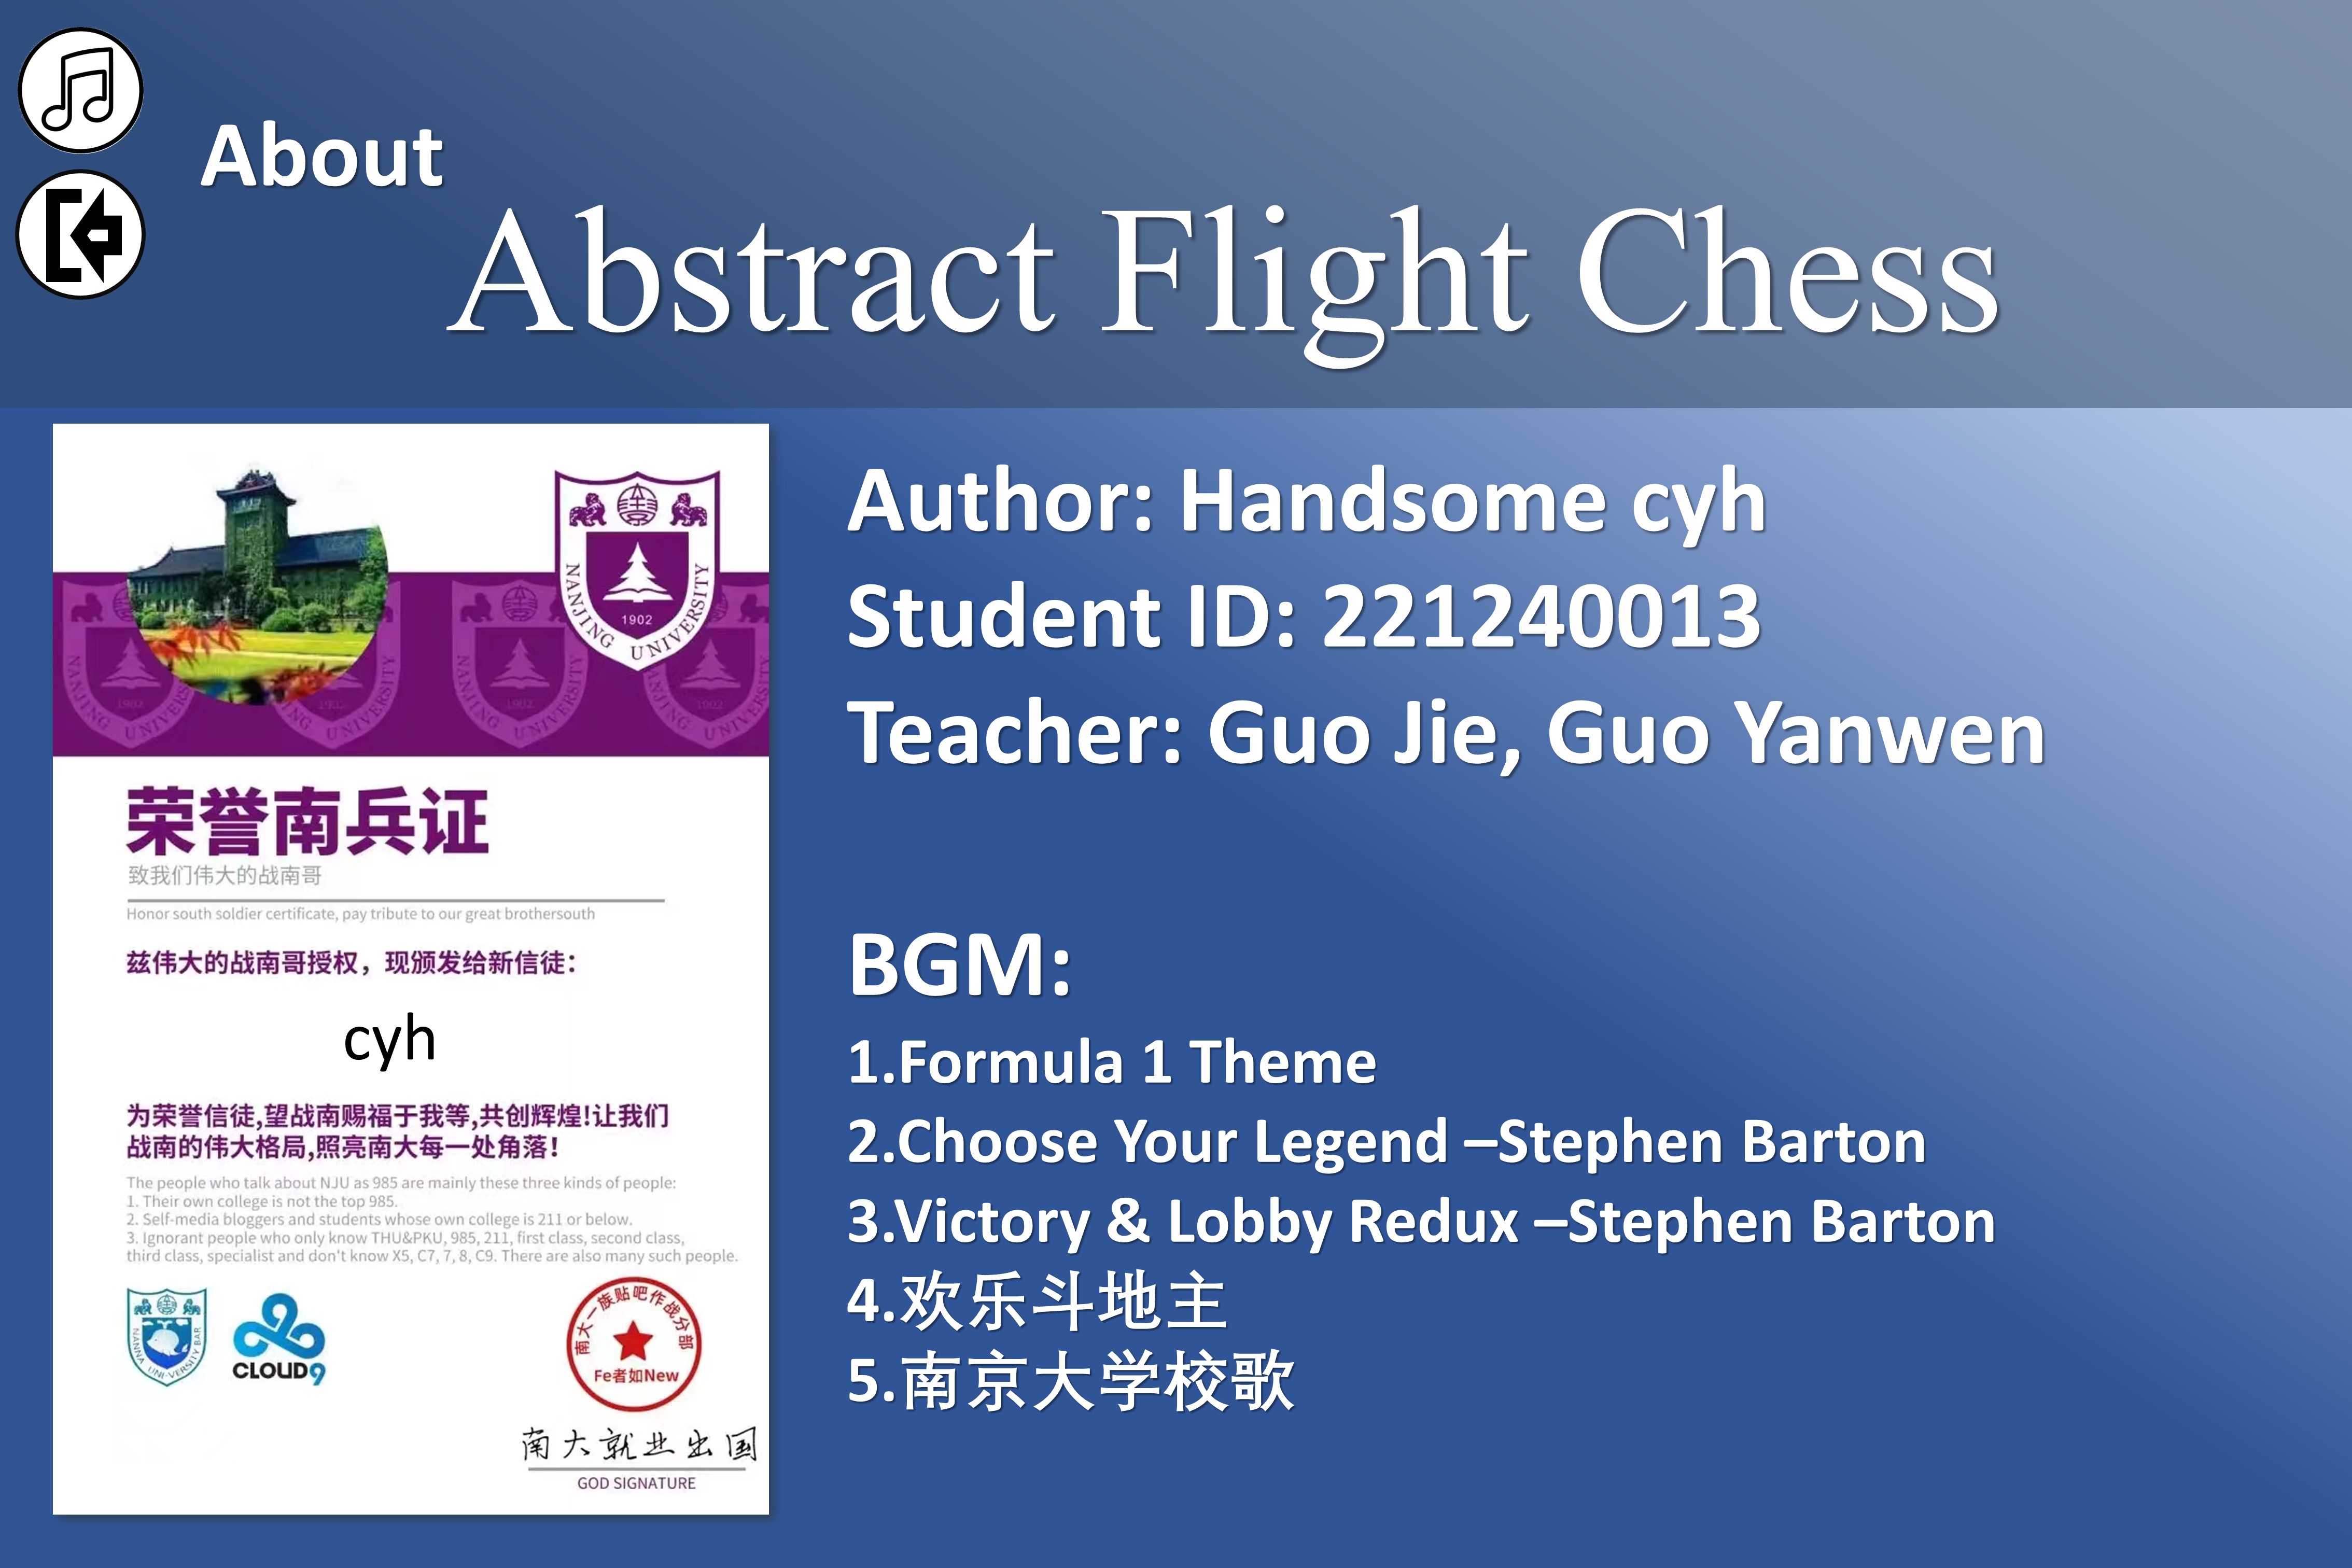 About
Abstract Flight Chess
NANJING UNIVERSITY
1902
荣誉南兵证
致我们伟大的战南哥
Honor south soldier certificate, pay tribute to our great brothersouth
兹伟大的战南哥授权，现颁发给新信徒：
cyh
为荣誉信徒,望战南赐福于我等,共创辉煌!让我们
战南的伟大格局,照亮南大每一处角落!
The people who talk about NJU as 985 are mainly these three kinds of people:
1. Their own college is not the top 985.
2. Self-media bloggers and students whose own college is 211 or below.
3. Ignorant people who only know THU&PKU, 985, 211, first class, second class,
third class, specialist and don't know X5, C7, 7, 8, C9. There are also many such people.
NANNA UNI-VERSITY BAR
CLOUD9
南大一族贴吧作战分部
Fe者如New
南大就业出国
GOD SIGNATURE
Author: Handsome cyh
Student ID: 221240013
Teacher: Guo Jie, Guo Yanwen
BGM:
1.Formula 1 Theme
2.Choose Your Legend –Stephen Barton
3.Victory & Lobby Redux –Stephen Barton
4.欢乐斗地主
5.南京大学校歌